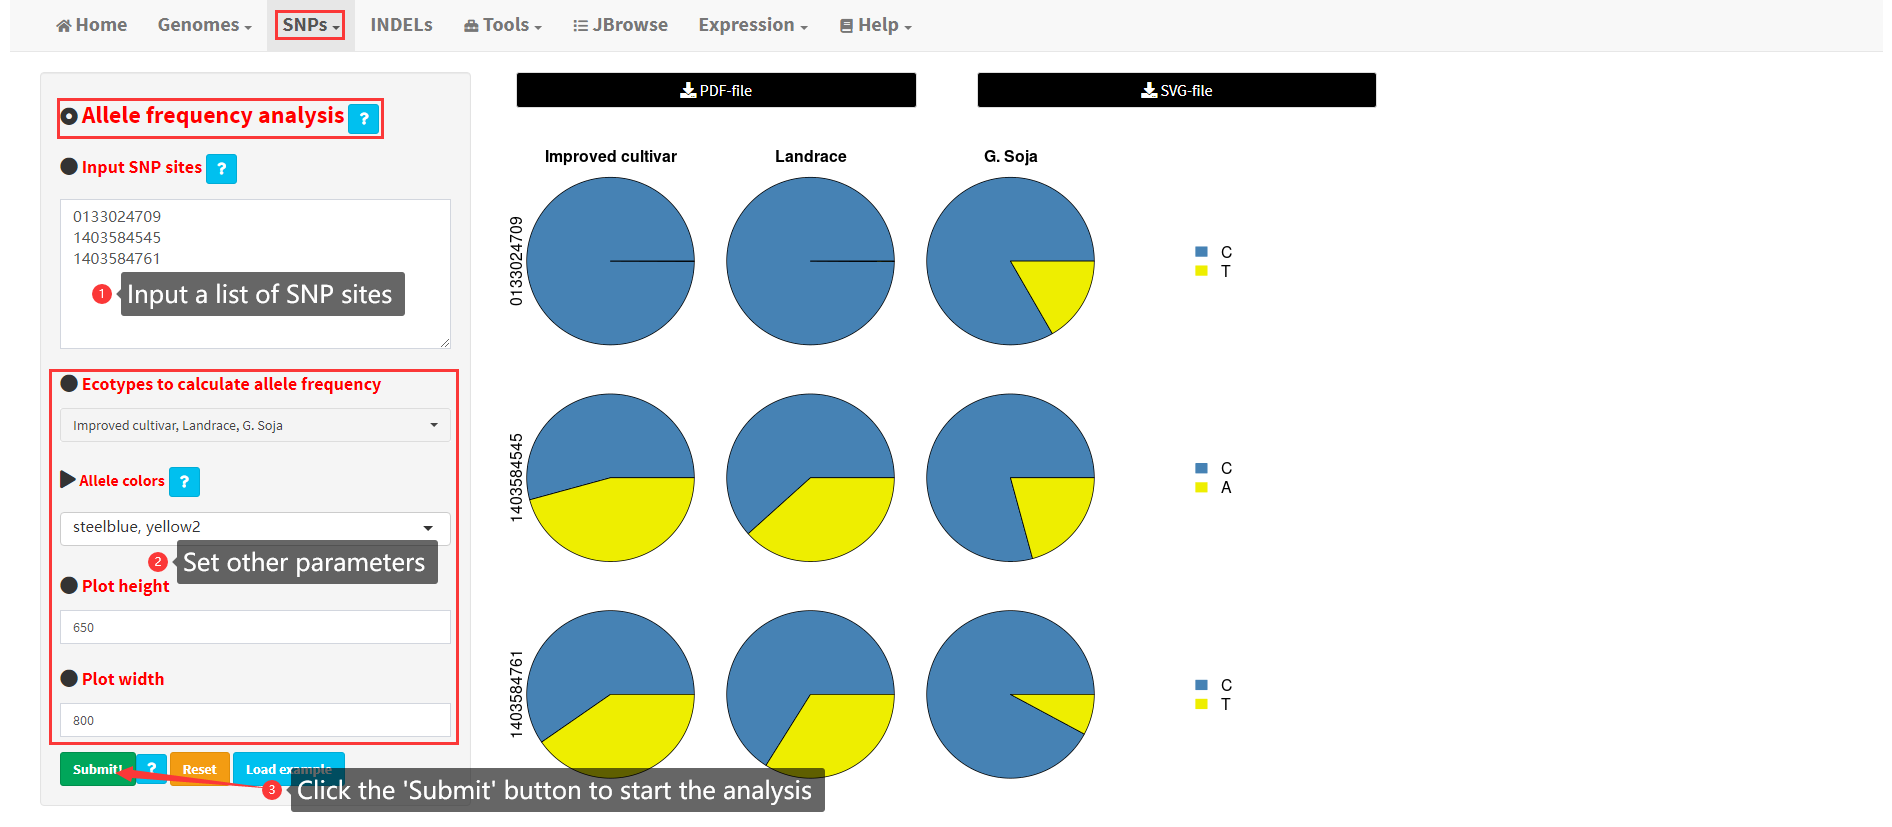 Home Genomes SNPs INDELs Tools JBrowse Expression Help
Allele frequency analysis ?
Input SNP sites ?
0133024709
1403584545
1403584761
1 Input a list of SNP sites
Ecotypes to calculate allele frequency
Improved cultivar, Landrace, G. Soja
Allele colors ?
steelblue, yellow2
2 Set other parameters
Plot height
650
Plot width
800
Submit! ? Reset Load example
3 Click the 'Submit' button to start the analysis
PDF-file SVG-file
Improved cultivar Landrace G. Soja
0133024709
C
T
1403584545
C
A
1403584761
C
T